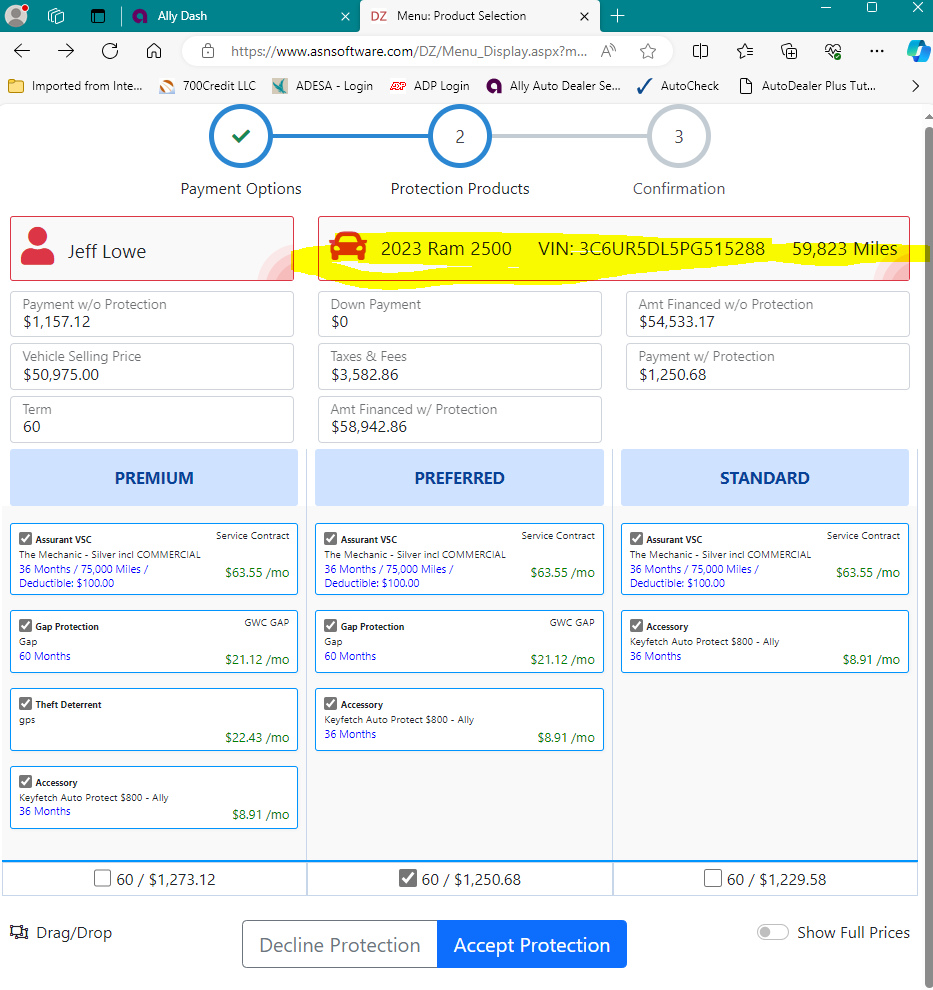 Ally Dash
DZ Menu: Product Selection
https://www.asnsoftware.com/DZ/Menu_Display.aspx?m...
Imported from Inte...
700Credit LLC
ADESA - Login
ADP ADP Login
Ally Auto Dealer Se...
AutoCheck
AutoDealer Plus Tut...
2
3
Payment Options
Protection Products
Confirmation
Jeff Lowe
2023 Ram 2500 VIN: 3C6UR5DL5PG515288 59,823 Miles
Payment w/o Protection
$1,157.12
Down Payment
$0
Amt Financed w/o Protection
$54,533.17
Vehicle Selling Price
$50,975.00
Taxes & Fees
$3,582.86
Payment w/ Protection
$1,250.68
Term
60
Amt Financed w/ Protection
$58,942.86
PREMIUM
Assurant VSC Service Contract
The Mechanic - Silver incl COMMERCIAL
36 Months / 75,000 Miles /
Deductible: $100.00
$63.55 /mo
Gap Protection GWC GAP
Gap
60 Months
$21.12 /mo
Theft Deterrent
gps
$22.43 /mo
Accessory
Keyfetch Auto Protect $800 - Ally
36 Months
$8.91 /mo
60 / $1,273.12
PREFERRED
Assurant VSC Service Contract
The Mechanic - Silver incl COMMERCIAL
36 Months / 75,000 Miles /
Deductible: $100.00
$63.55 /mo
Gap Protection GWC GAP
Gap
60 Months
$21.12 /mo
Accessory
Keyfetch Auto Protect $800 - Ally
36 Months
$8.91 /mo
60 / $1,250.68
STANDARD
Assurant VSC Service Contract
The Mechanic - Silver incl COMMERCIAL
36 Months / 75,000 Miles /
Deductible: $100.00
$63.55 /mo
Accessory
Keyfetch Auto Protect $800 - Ally
36 Months
$8.91 /mo
60 / $1,229.58
Drag/Drop
Decline Protection
Accept Protection
Show Full Prices